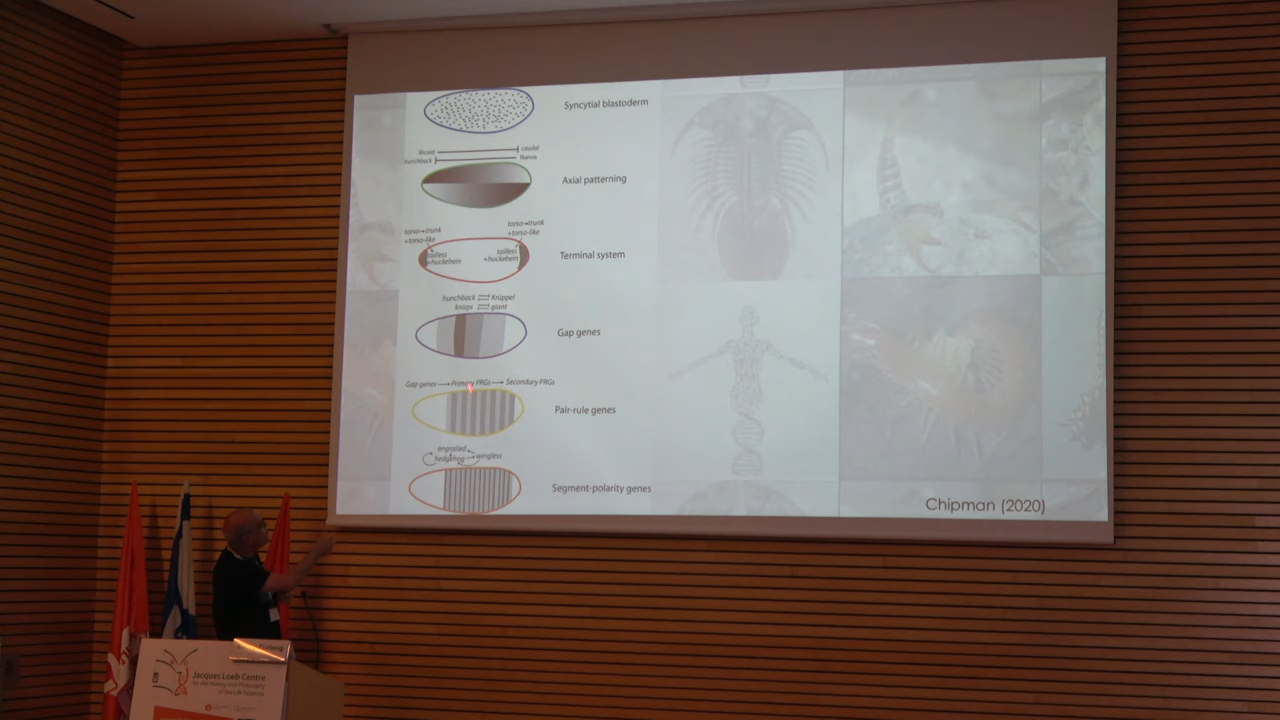 Syncytial blastoderm
Bicoid caudal
hunchback Nanos
Axial patterning
torso→trunk
+torso-like
torso→trunk
+torso-like
tailless
+huckebein
tailless
+huckebein
Terminal system
hunchback ⇌ Krüppel
knirps ⇌ giant
Gap genes
Gap genes → Primary PRGs → Secondary PRGs
Pair-rule genes
engrailed
hedgehog → wingless
Segment-polarity genes
Chipman (2020)
Jacques Loeb Centre
for the History and Philosophy
of the Life Sciences